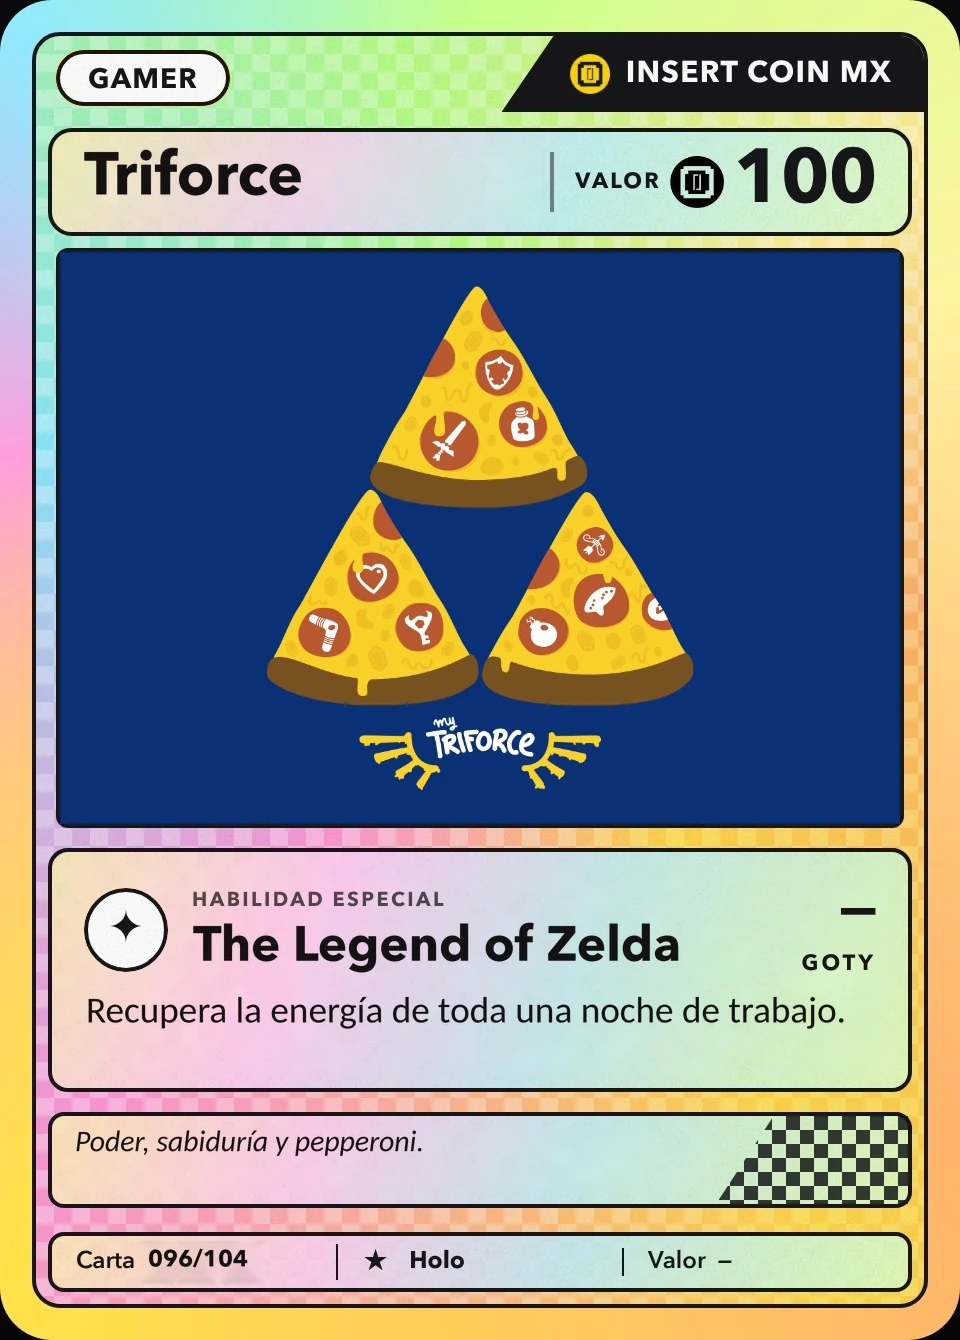 GAMER
INSERT COIN MX
Triforce
VALOR 100
my
TRIFORCE
HABILIDAD ESPECIAL
The Legend of Zelda
–
GOTY
Recupera la energía de toda una noche de trabajo.
Poder, sabiduría y pepperoni.
Carta 096/104 ★ Holo Valor –